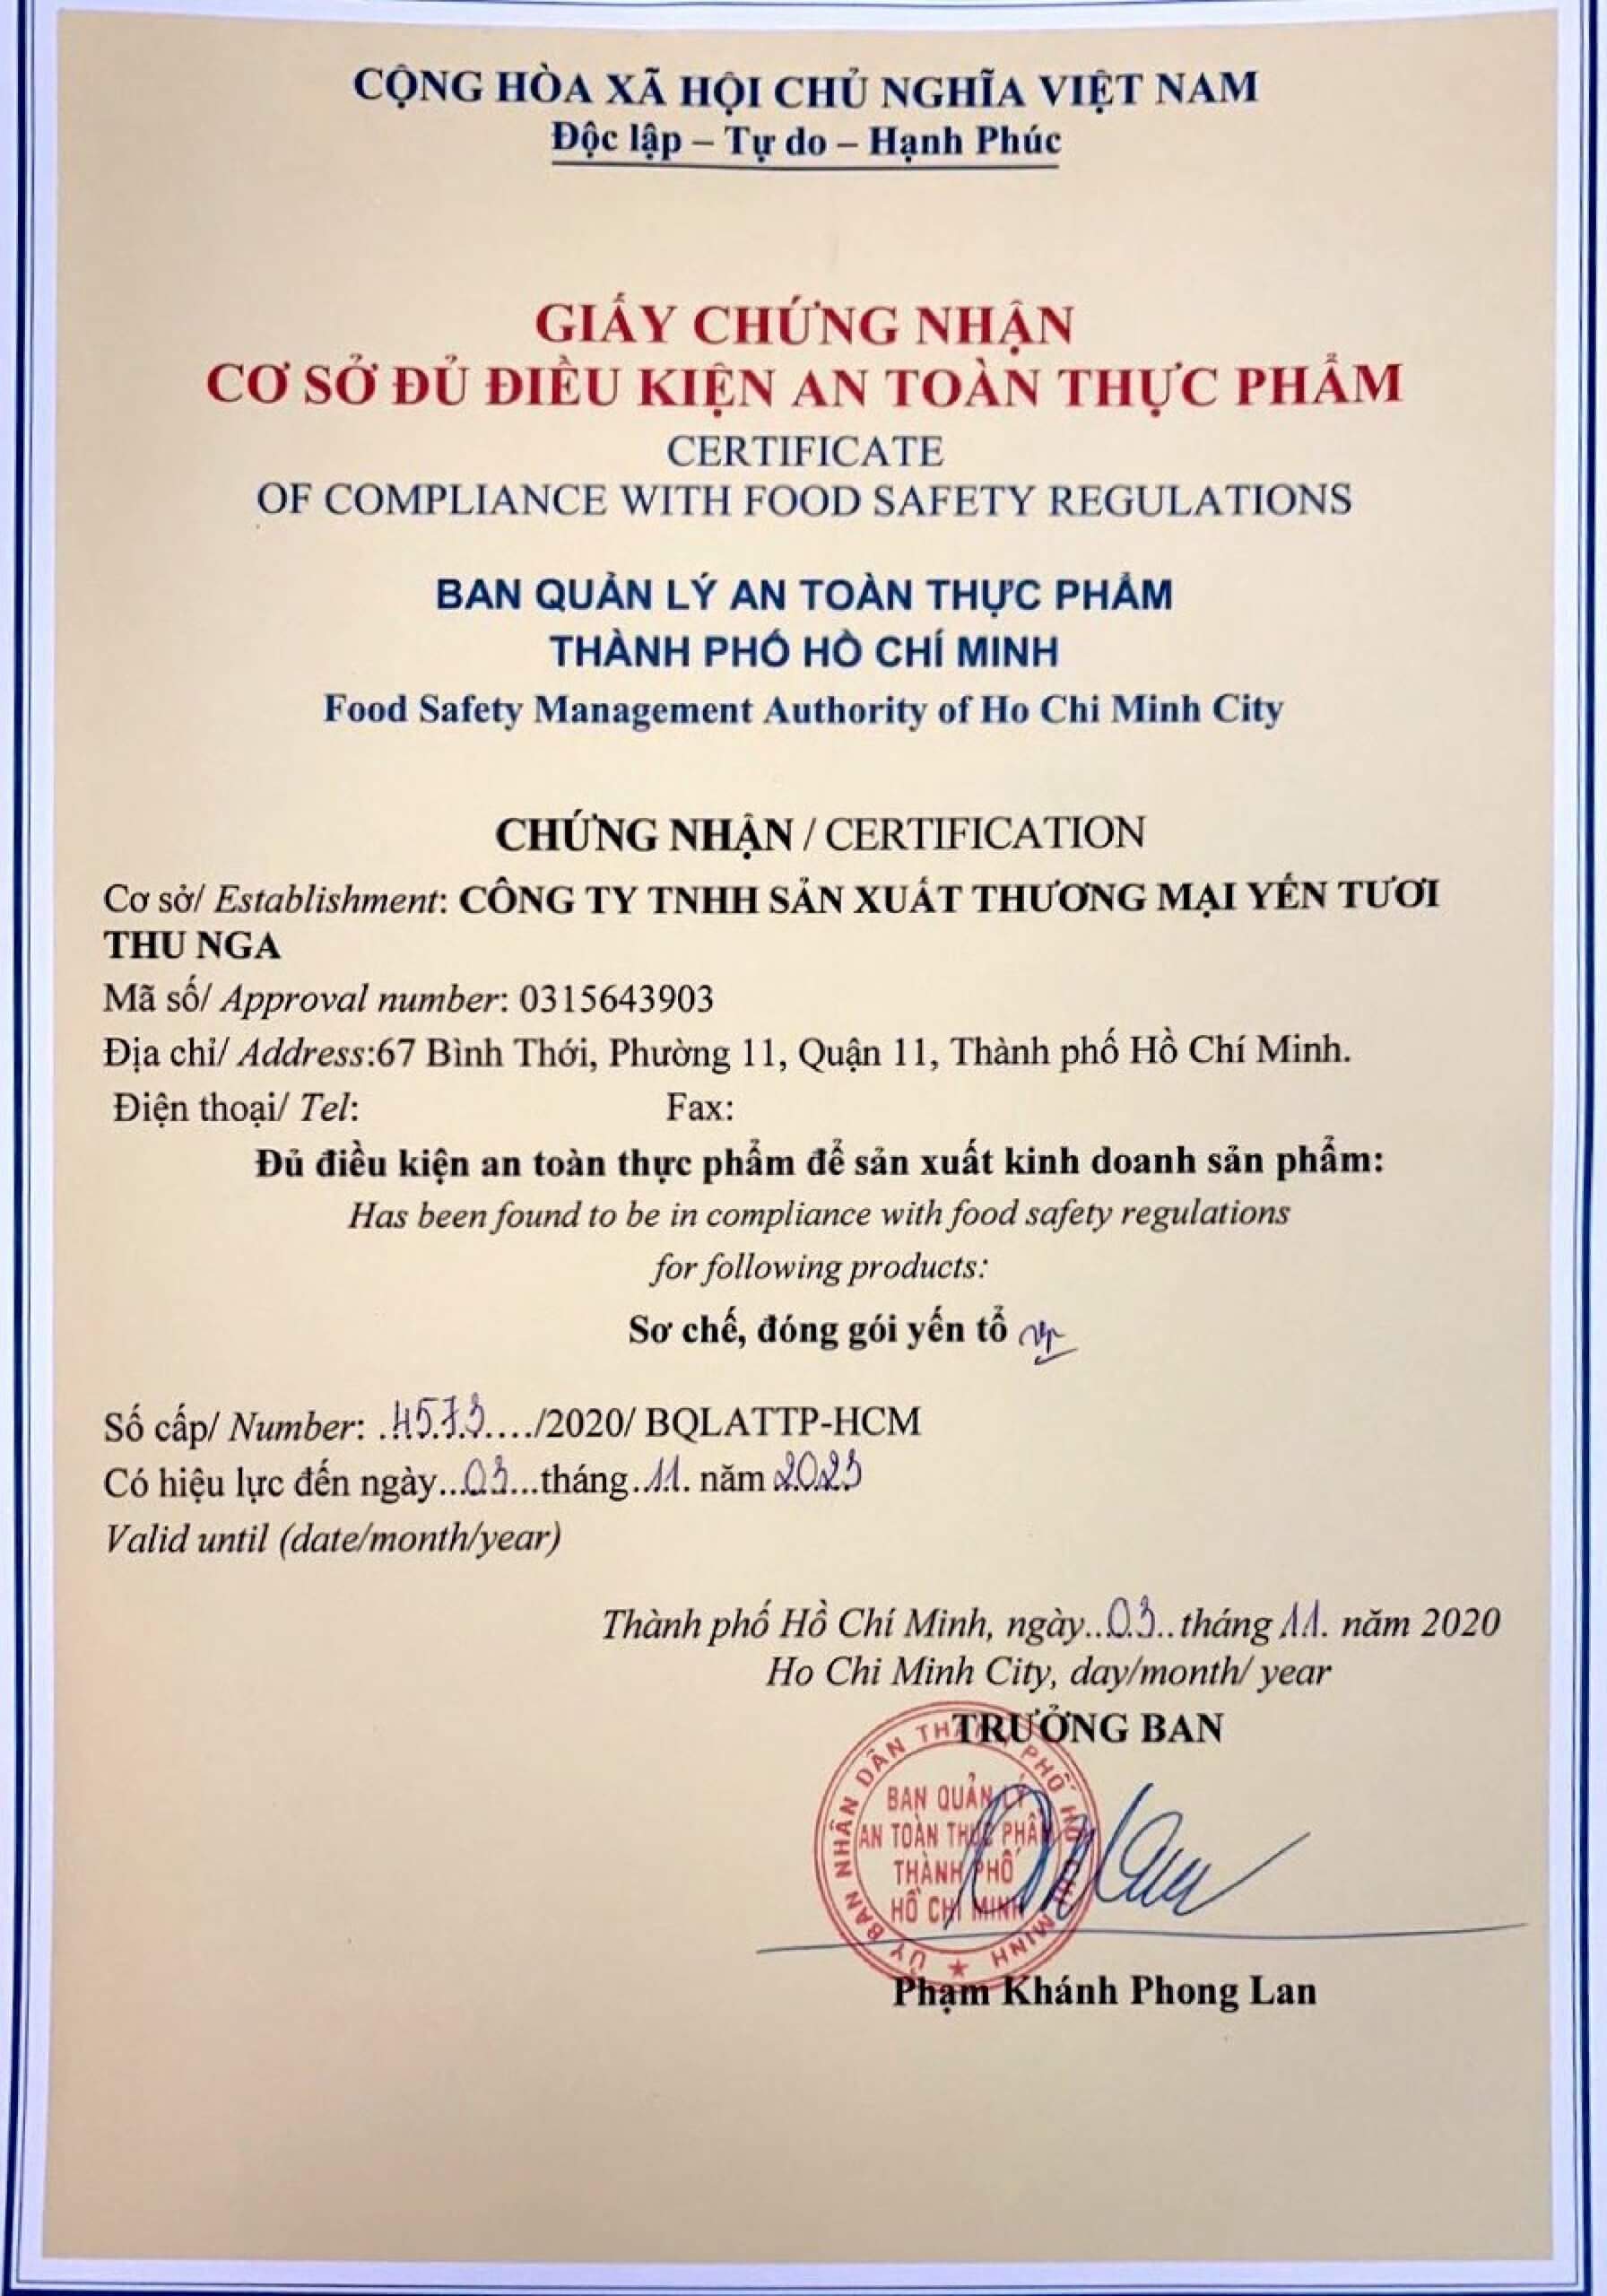 CỘNG HÒA XÃ HỘI CHỦ NGHĨA VIỆT NAM
Độc lập – Tự do – Hạnh Phúc
GIẤY CHỨNG NHẬN
CƠ SỞ ĐỦ ĐIỀU KIỆN AN TOÀN THỰC PHẨM
CERTIFICATE
OF COMPLIANCE WITH FOOD SAFETY REGULATIONS
BAN QUẢN LÝ AN TOÀN THỰC PHẨM
THÀNH PHỐ HỒ CHÍ MINH
Food Safety Management Authority of Ho Chi Minh City
CHỨNG NHẬN / CERTIFICATION
Cơ sở/ Establishment: CÔNG TY TNHH SẢN XUẤT THƯƠNG MẠI YẾN TƯƠI
THU NGA
Mã số/ Approval number: 0315643903
Địa chỉ/ Address:67 Bình Thới, Phường 11, Quận 11, Thành phố Hồ Chí Minh.
Điện thoại/ Tel: Fax:
Đủ điều kiện an toàn thực phẩm để sản xuất kinh doanh sản phẩm:
Has been found to be in compliance with food safety regulations
for following products:
Sơ chế, đóng gói yến tổ
Số cấp/ Number: .4573..../2020/ BQLATTP-HCM
Có hiệu lực đến ngày...03...tháng..11. năm 2023
Valid until (date/month/year)
Thành phố Hồ Chí Minh, ngày..03..tháng 11. năm 2020
Ho Chi Minh City, day/month/ year
TRƯỞNG BAN
ỦY BAN NHÂN DÂN THÀNH PHỐ HỒ CHÍ MINH
BAN QUẢN LÝ
AN TOÀN THỰC PHẨM
THÀNH PHỐ
HỒ CHÍ MINH
Phạm Khánh Phong Lan